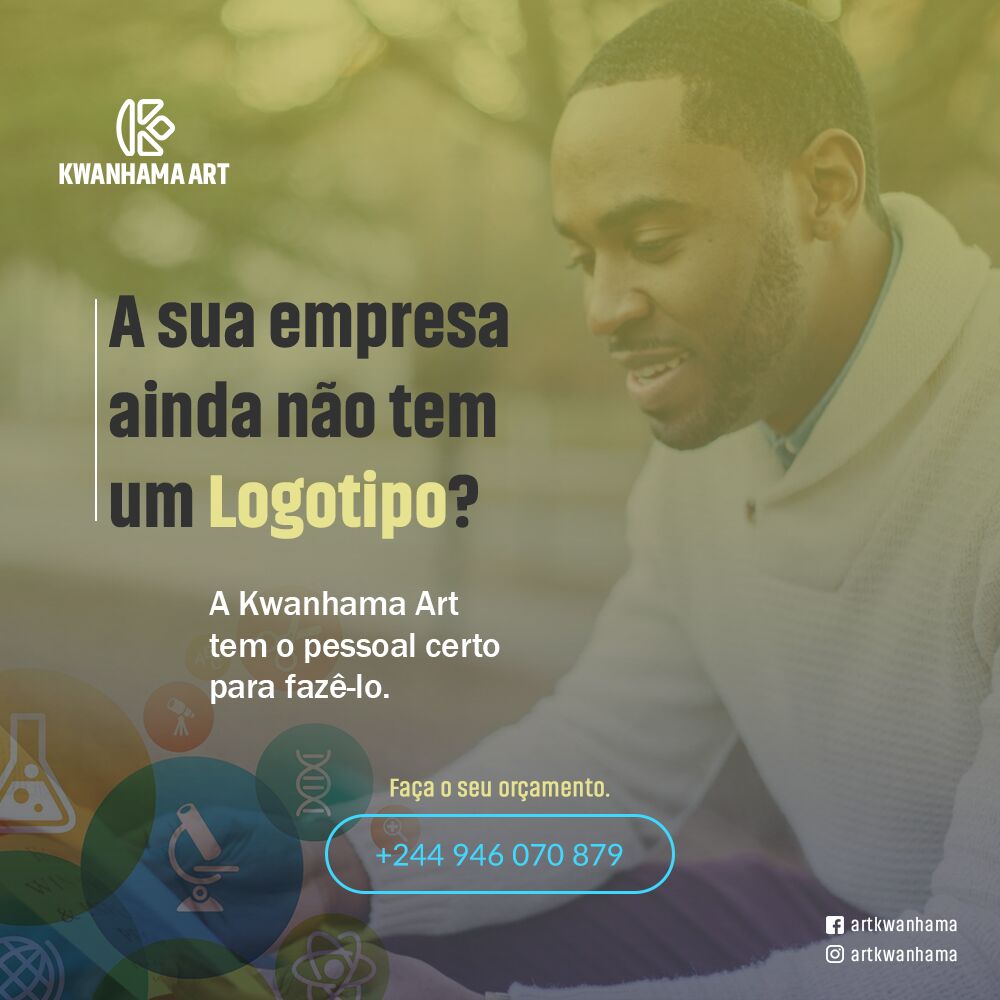 KWANHAMA ART
A sua empresa
ainda não tem
um Logotipo?
A Kwanhama Art
tem o pessoal certo
para fazê-lo.
Faça o seu orçamento.
+244 946 070 879
artkwanhama
artkwanhama